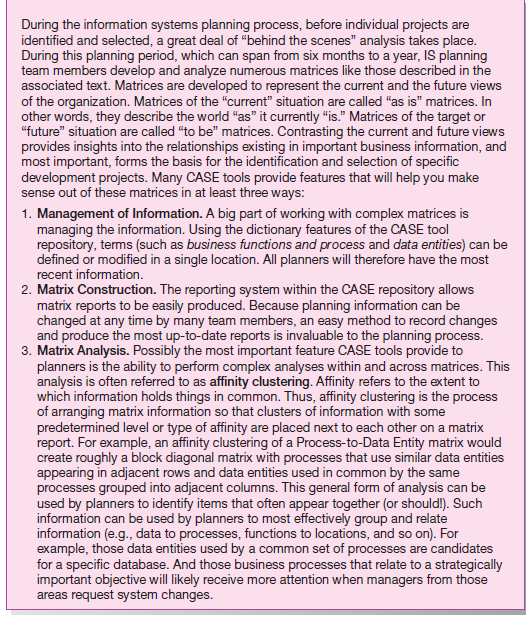 During the information systems planning process, before individual projects are
identified and selected, a great deal of “behind the scenes” analysis takes place.
During this planning period, which can span from six months to a year, IS planning
team members develop and analyze numerous matrices like those described in the
associated text. Matrices are developed to represent the current and the future views
of the organization. Matrices of the “current” situation are called “as is” matrices. In
other words, they describe the world “as” it currently “is.” Matrices of the target or
“future” situation are called “to be” matrices. Contrasting the current and future views
provides insights into the relationships existing in important business information, and
most important, forms the basis for the identification and selection of specific
development projects. Many CASE tools provide features that will help you make
sense out of these matrices in at least three ways:
1. Management of Information. A big part of working with complex matrices is
managing the information. Using the dictionary features of the CASE tool
repository, terms (such as business functions and process and data entities) can be
defined or modified in a single location. All planners will therefore have the most
recent information.
2. Matrix Construction. The reporting system within the CASE repository allows
matrix reports to be easily produced. Because planning information can be
changed at any time by many team members, an easy method to record changes
and produce the most up-to-date reports is invaluable to the planning process.
3. Matrix Analysis. Possibly the most important feature CASE tools provide to
planners is the ability to perform complex analyses within and across matrices. This
analysis is often referred to as affinity clustering. Affinity refers to the extent to
which information holds things in common. Thus, affinity clustering is the process
of arranging matrix information so that clusters of information with some
predetermined level or type of affinity are placed next to each other on a matrix
report. For example, an affinity clustering of a Process-to-Data Entity matrix would
create roughly a block diagonal matrix with processes that use similar data entities
appearing in adjacent rows and data entities used in common by the same
processes grouped into adjacent columns. This general form of analysis can be
used by planners to identify items that often appear together (or should!). Such
information can be used by planners to most effectively group and relate
information (e.g., data to processes, functions to locations, and so on). For
example, those data entities used by a common set of processes are candidates
for a specific database. And those business processes that relate to a strategically
important objective will likely receive more attention when managers from those
areas request system changes.